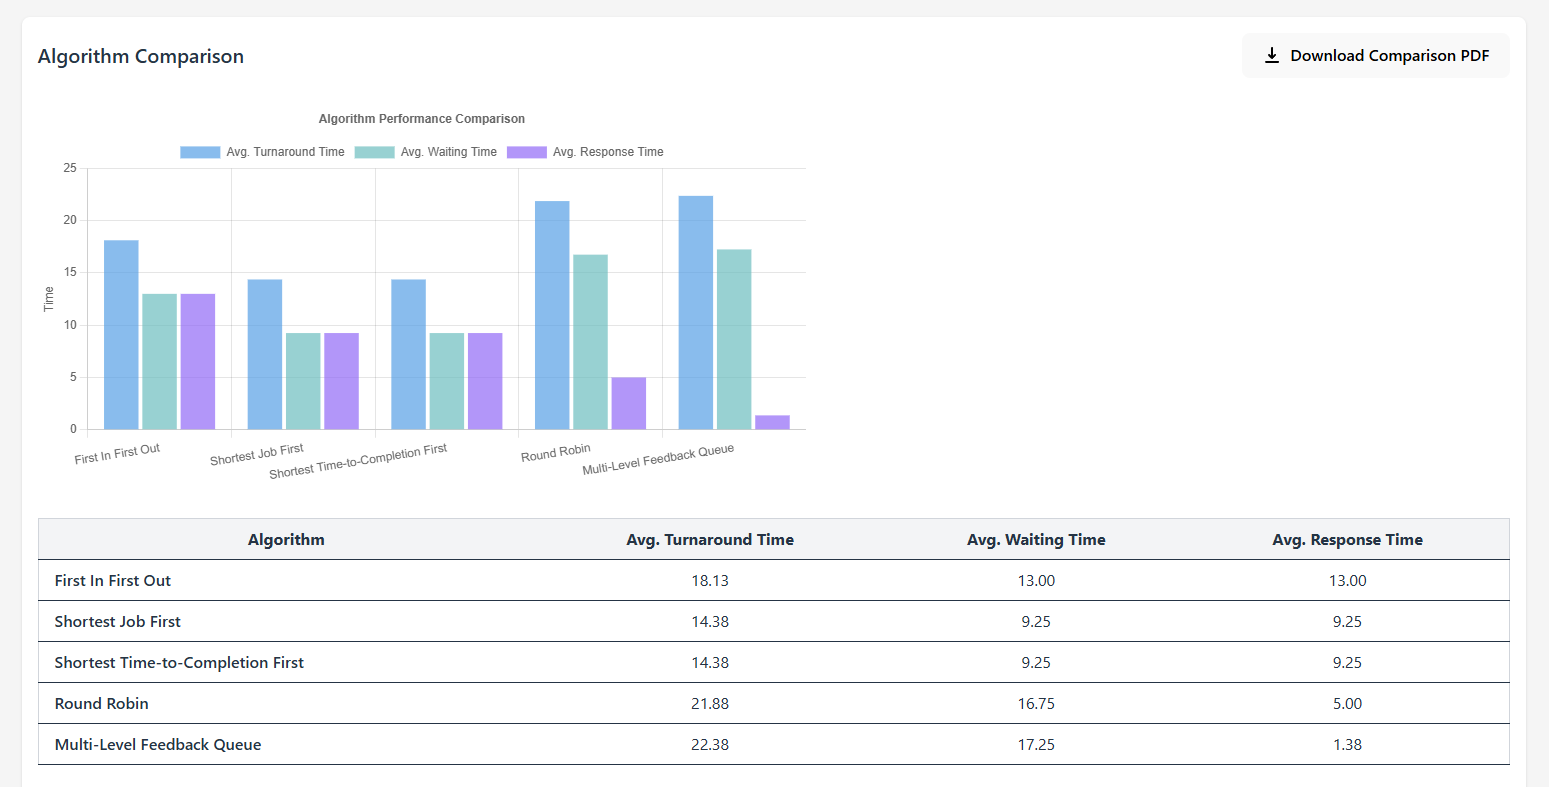 Algorithm Comparison
Download Comparison PDF
Algorithm Performance Comparison
Avg. Turnaround Time Avg. Waiting Time Avg. Response Time
25
20
15
10
5
0
Time
First In First Out
Shortest Job First
Shortest Time-to-Completion First
Round Robin
Multi-Level Feedback Queue
Algorithm Avg. Turnaround Time Avg. Waiting Time Avg. Response Time
First In First Out 18.13 13.00 13.00
Shortest Job First 14.38 9.25 9.25
Shortest Time-to-Completion First 14.38 9.25 9.25
Round Robin 21.88 16.75 5.00
Multi-Level Feedback Queue 22.38 17.25 1.38